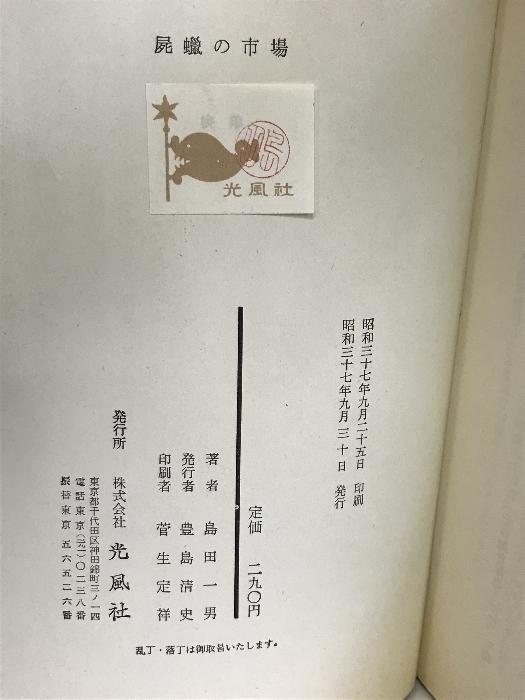 屍蠟の市場
光風社
昭和三十七年九月二十五日 印刷
昭和三十七年九月三十日 発行
定価 二九〇円
著者 島田一男
発行者 豊島清史
印刷者 菅生定祥
発行所 株式会社 光風社
東京都千代田区神田錦町三ノ一四
電話東京(291)〇二三八番
振替東京 五六五二六番
乱丁・落丁は御取替いたします。